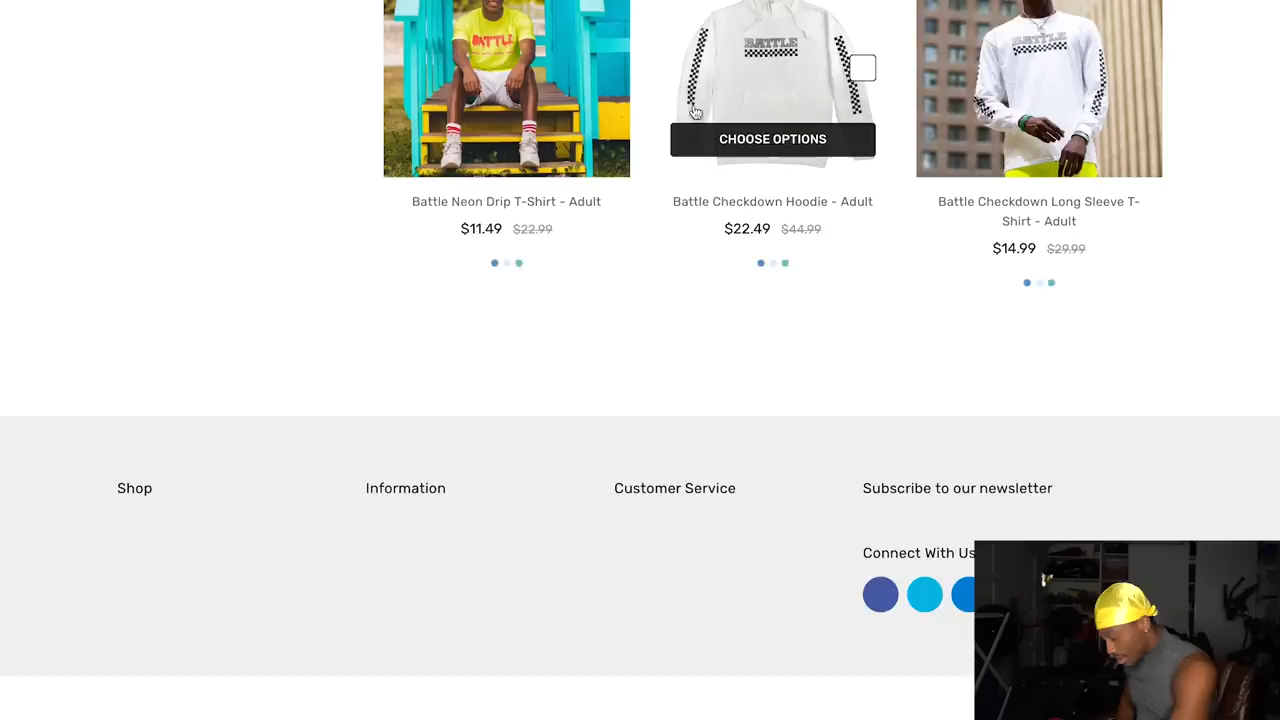 BATTLE
BATTLE
BATTLE
CHOOSE OPTIONS
Battle Neon Drip T-Shirt - Adult
$11.49 $22.99
Battle Checkdown Hoodie - Adult
$22.49 $44.99
Battle Checkdown Long Sleeve T-
Shirt - Adult
$14.99 $29.99
Shop
Information
Customer Service
Subscribe to our newsletter
Connect With Us